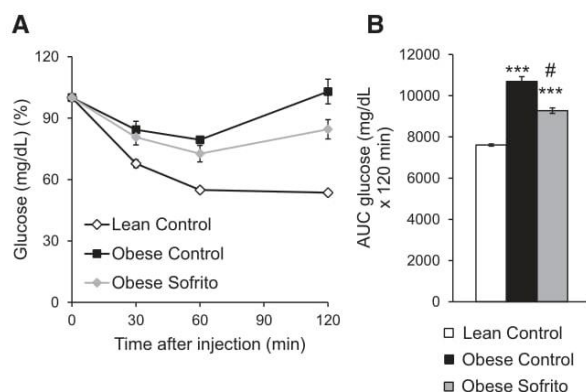 A
Glucose (mg/dL) (%)
120
90
60
30
0
0
30
60
90
120
Time after injection (min)
Lean Control
Obese Control
Obese Sofrito
B
AUC glucose (mg/dL
x 120 min)
12000
10000
8000
6000
4000
2000
0
***
#
***
Lean Control
Obese Control
Obese Sofrito